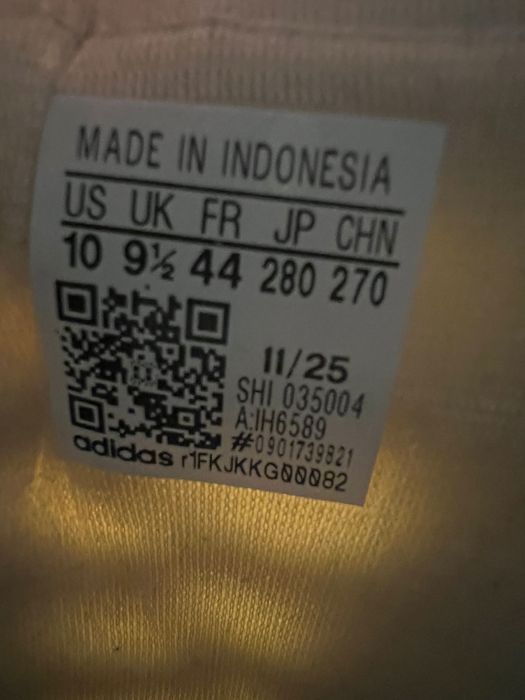 MADE IN INDONESIA
US UK FR JP CHN
10 9½ 44 280 270
11/25
SHI 035004
A:IH6589
#0901739821
adidas r1FKJKKG00082